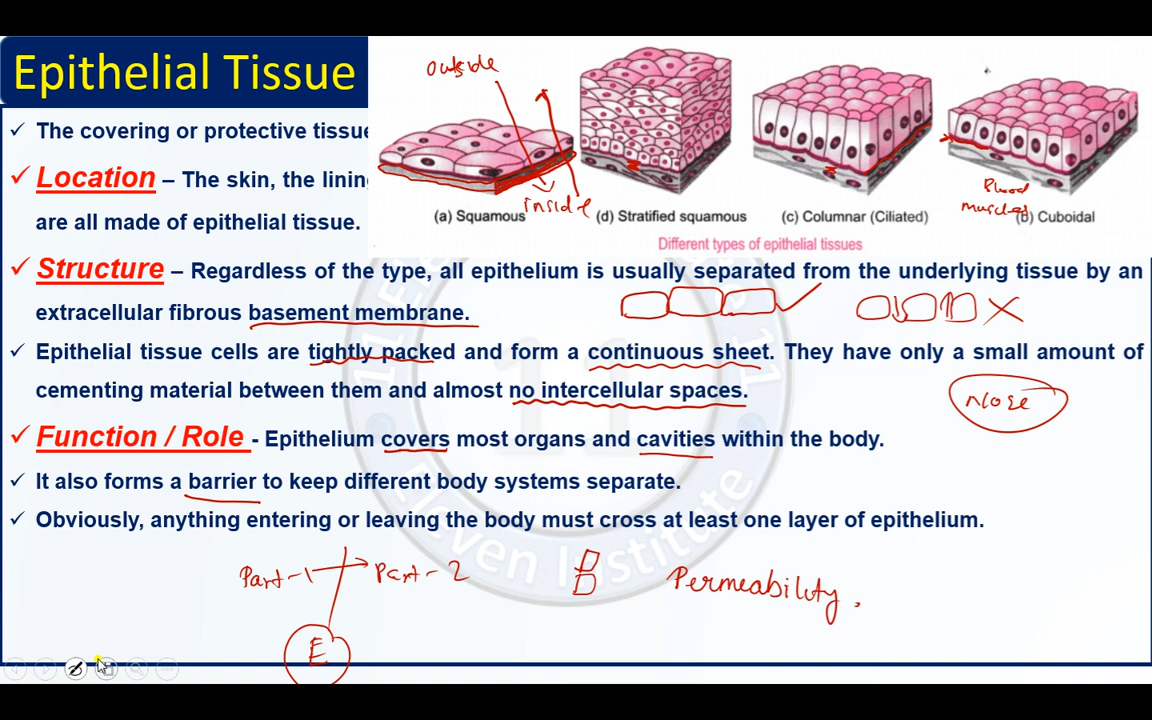 Epithelial Tissue
The covering or protective tissue
Location – The skin, the lining
are all made of epithelial tissue.
outside
inside
Blood
muscles
(a) Squamous
(d) Stratified squamous
(c) Columnar (Ciliated)
(b) Cuboidal
Different types of epithelial tissues
Structure – Regardless of the type, all epithelium is usually separated from the underlying tissue by an
extracellular fibrous basement membrane.
Epithelial tissue cells are tightly packed and form a continuous sheet. They have only a small amount of
cementing material between them and almost no intercellular spaces.
Function / Role - Epithelium covers most organs and cavities within the body.
It also forms a barrier to keep different body systems separate.
Obviously, anything entering or leaving the body must cross at least one layer of epithelium.
Part-1
Part-2
E
Permeability.
11
Eleven Institute